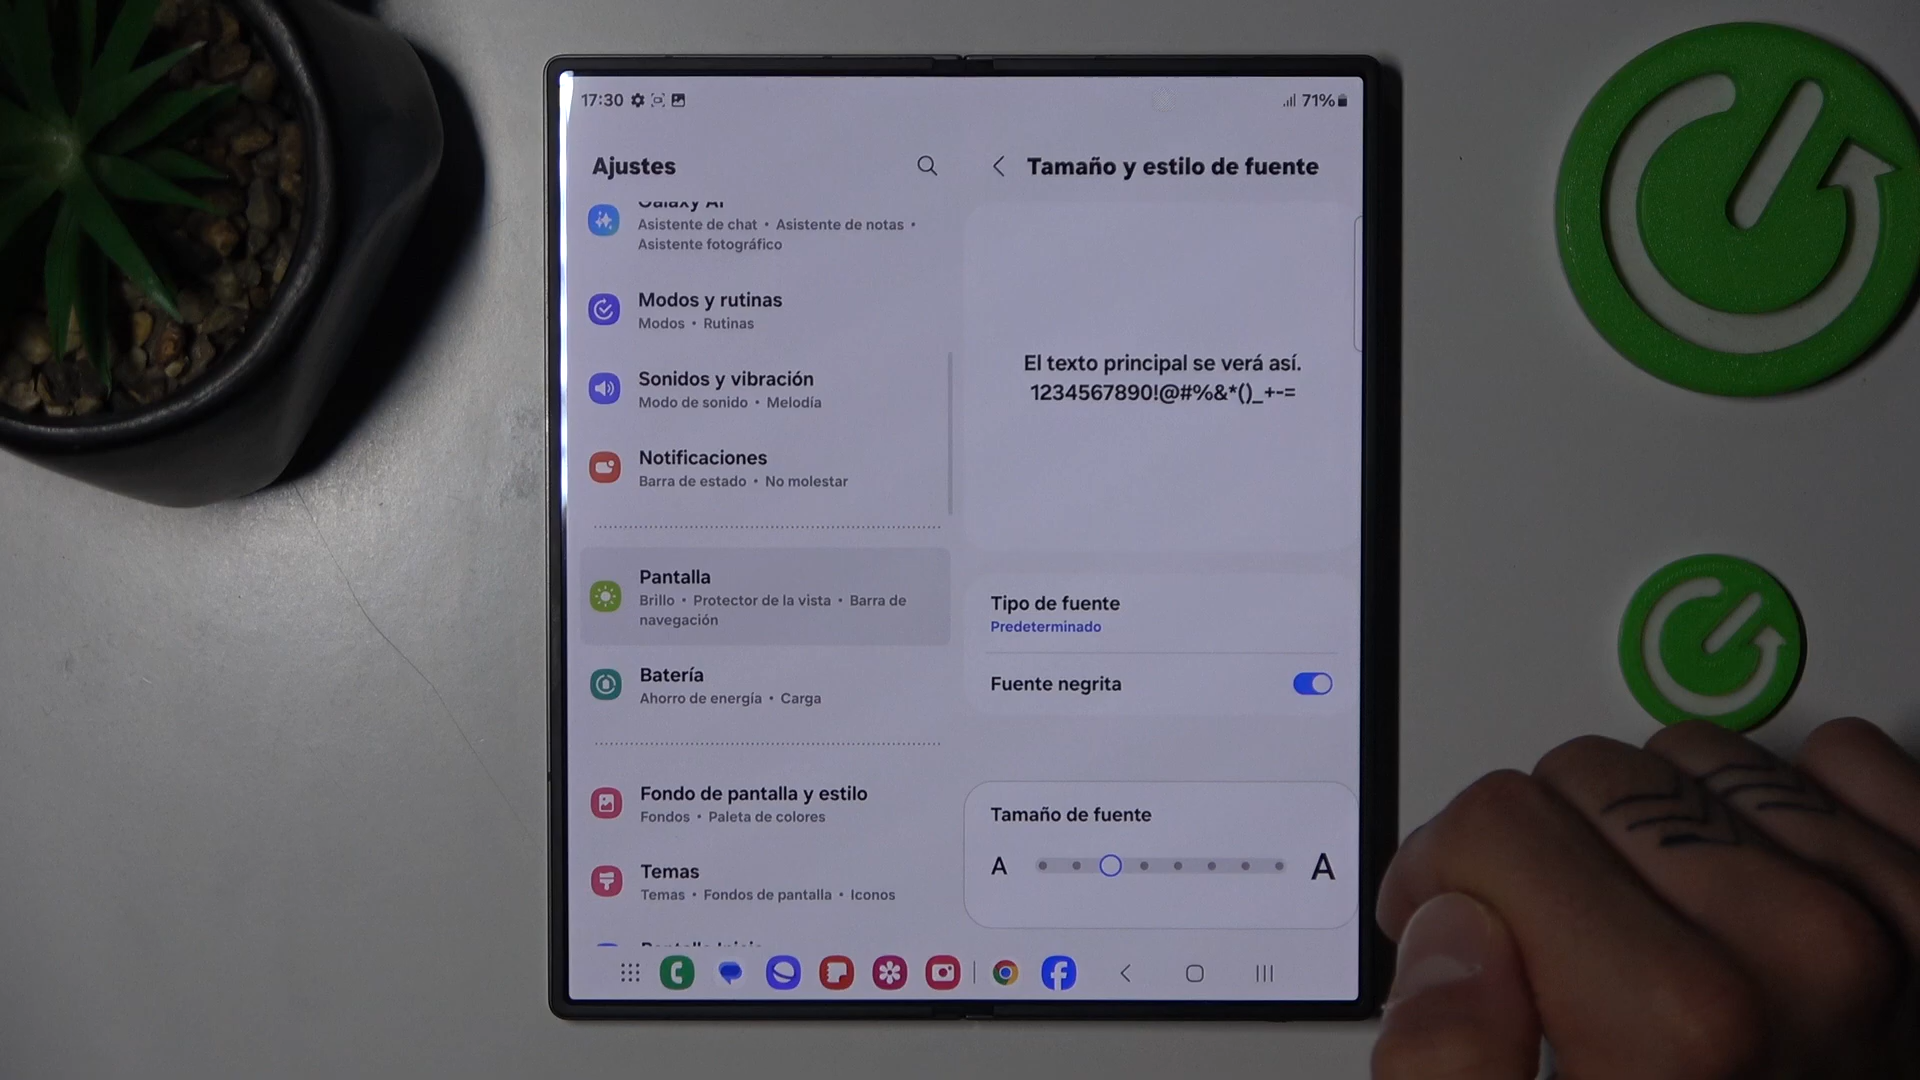 17:30
71%
Ajustes
Galaxy AI
Asistente de chat • Asistente de notas •
Asistente fotográfico
Modos y rutinas
Modos • Rutinas
Sonidos y vibración
Modo de sonido • Melodía
Notificaciones
Barra de estado • No molestar
Pantalla
Brillo • Protector de la vista • Barra de
navegación
Batería
Ahorro de energía • Carga
Fondo de pantalla y estilo
Fondos • Paleta de colores
Temas
Temas • Fondos de pantalla • Iconos
Tamaño y estilo de fuente
El texto principal se verá así.
1234567890!@#%&*()_+-=
Tipo de fuente
Predeterminado
Fuente negrita
Tamaño de fuente
A A